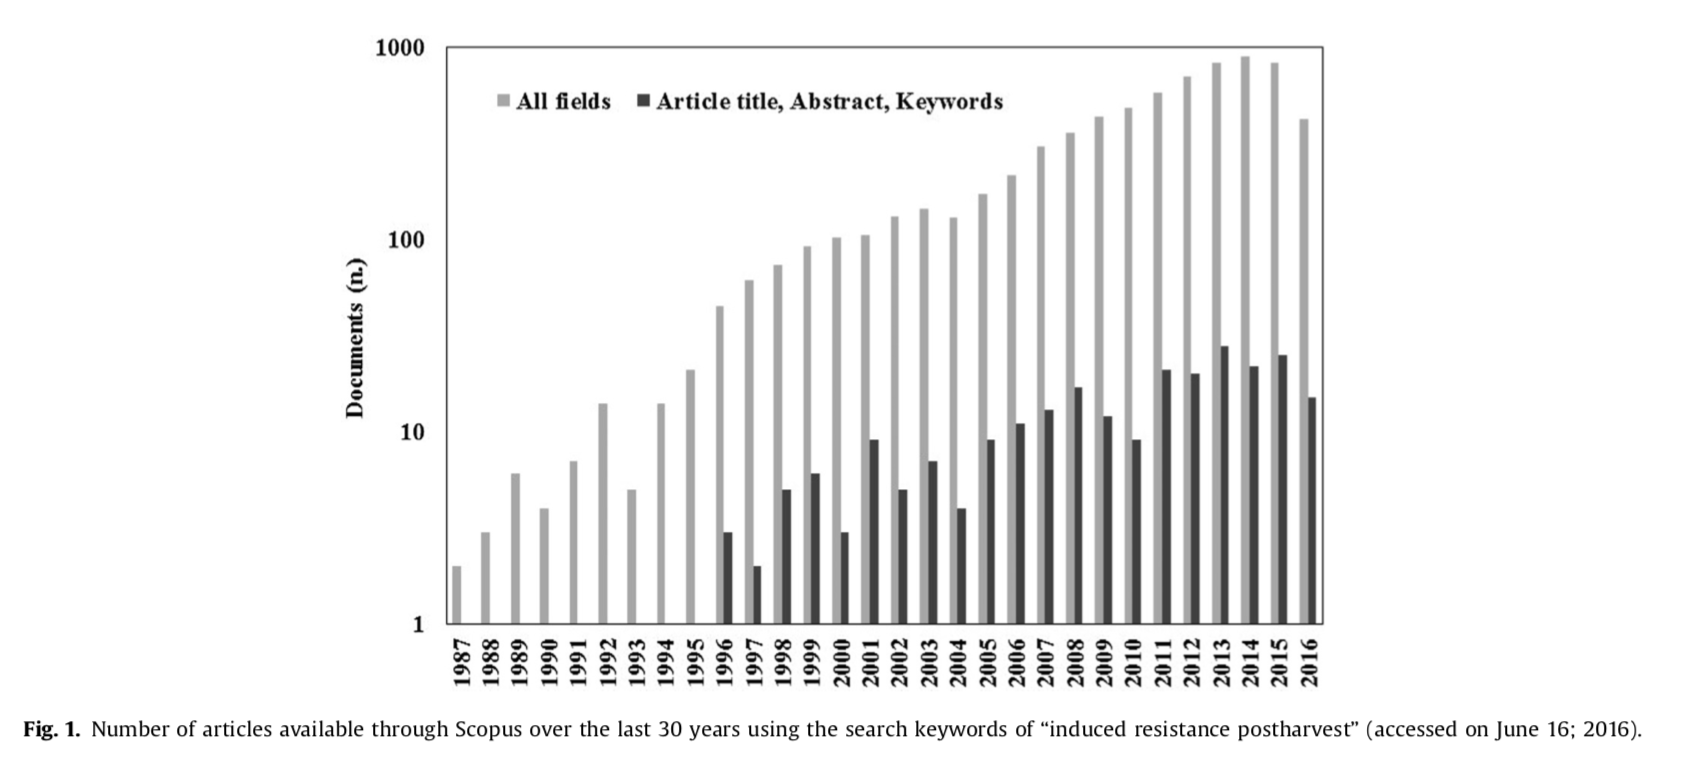 1000
All fields Article title, Abstract, Keywords
100
Documents (n.)
10
1
1987 1988 1989 1990 1991 1992 1993 1994 1995 1996 1997 1998 1999 2000 2001 2002 2003 2004 2005 2006 2007 2008 2009 2010 2011 2012 2013 2014 2015 2016
Fig. 1. Number of articles available through Scopus over the last 30 years using the search keywords of “induced resistance postharvest” (accessed on June 16; 2016).